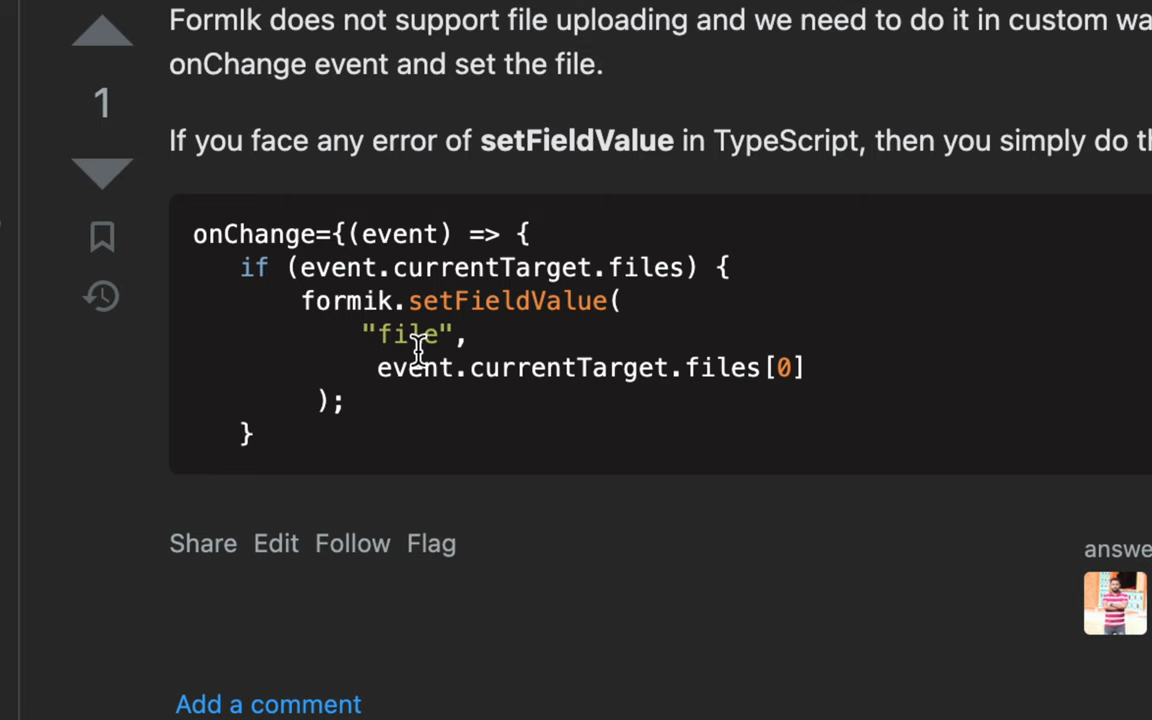 FormIk does not support file uploading and we need to do it in custom wa
1
onChange event and set the file.
If you face any error of setFieldValue in TypeScript, then you simply do th
onChange={(event) => {
if (event.currentTarget.files) {
formik.setFieldValue(
"file",
event.currentTarget.files[0]
);
}
Share Edit Follow Flag
answe
Add a comment